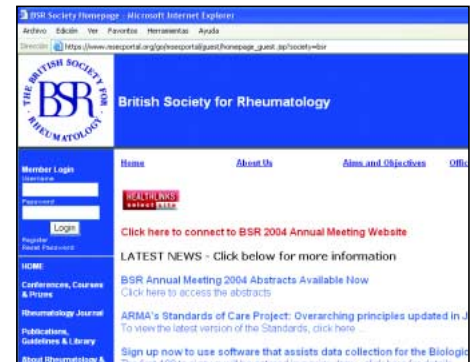 BSR Society Homepage - Microsoft Internet Explorer
Archivo Edición Ver Favoritos Herramientas Ayuda
Dirección
THE BRITISH SOCIETY FOR RHEUMATOLOGY
BSR
British Society for Rheumatology
Home About Us Aims and Objectives
Member Login
Username
Password
Login
Register
Reset Password
HEALTHLINKS
select site
Click here to connect to BSR 2004 Annual Meeting Website
LATEST NEWS - Click below for more information
HOME
Conferences, Courses
& Prizes
Rheumatology Journal
Publications,
Guidelines & Library
About Rheumatology &
BSR Annual Meeting 2004 Abstracts Available Now
Click here to access the abstracts
ARMA's Standards of Care Project: Overarching principles updated in J
To view the latest version of the Standards, click here
Sign up now to use software that assists data collection for the Biologi